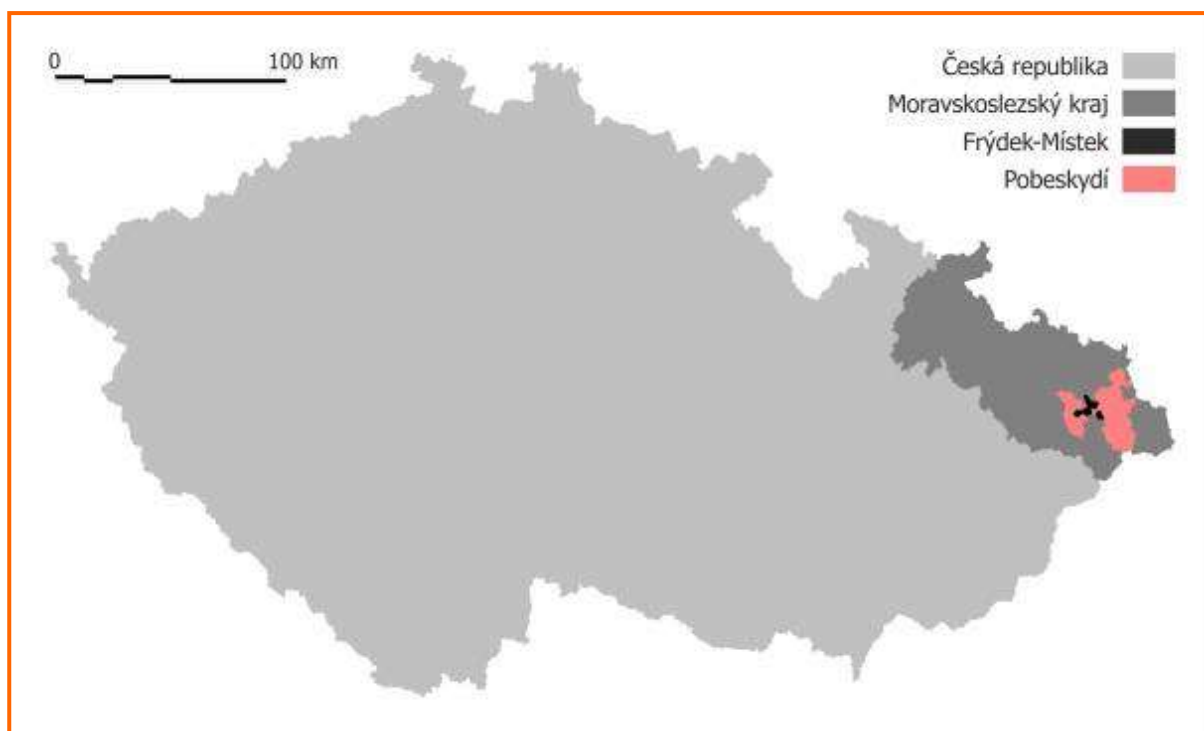 0 100 km
Česká republika
Moravskoslezský kraj
Frýdek-Místek
Pobeskydí